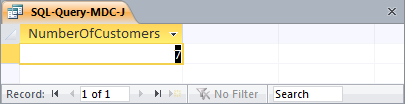 SQL-Query-MDC-J
NumberOfCustomers
7
Record: 1 of 1 No Filter Search